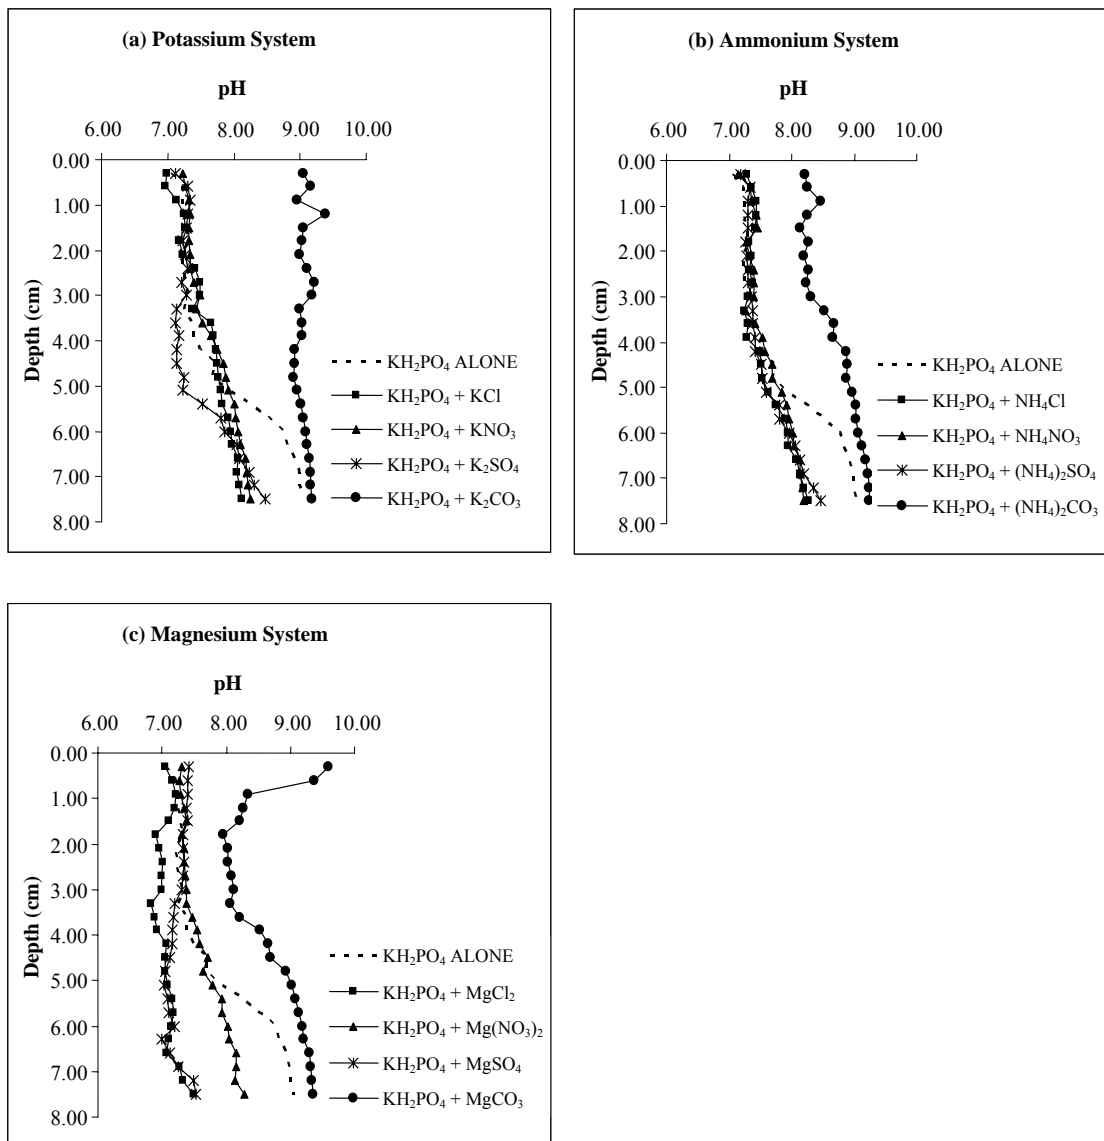 (a) Potassium System
pH
6.00 7.00 8.00 9.00 10.00
0.00
1.00
2.00
3.00
4.00
5.00
6.00
7.00
8.00
Depth (cm)
KH₂PO₄ ALONE
KH₂PO₄ + KCl
KH₂PO₄ + KNO₃
KH₂PO₄ + K₂SO₄
KH₂PO₄ + K₂CO₃
(b) Ammonium System
pH
6.00 7.00 8.00 9.00 10.00
0.00
1.00
2.00
3.00
4.00
5.00
6.00
7.00
8.00
Depth (cm)
KH₂PO₄ ALONE
KH₂PO₄ + NH₄Cl
KH₂PO₄ + NH₄NO₃
KH₂PO₄ + (NH₄)₂SO₄
KH₂PO₄ + (NH₄)₂CO₃
(c) Magnesium System
pH
6.00 7.00 8.00 9.00 10.00
0.00
1.00
2.00
3.00
4.00
5.00
6.00
7.00
8.00
Depth (cm)
KH₂PO₄ ALONE
KH₂PO₄ + MgCl₂
KH₂PO₄ + Mg(NO₃)₂
KH₂PO₄ + MgSO₄
KH₂PO₄ + MgCO₃